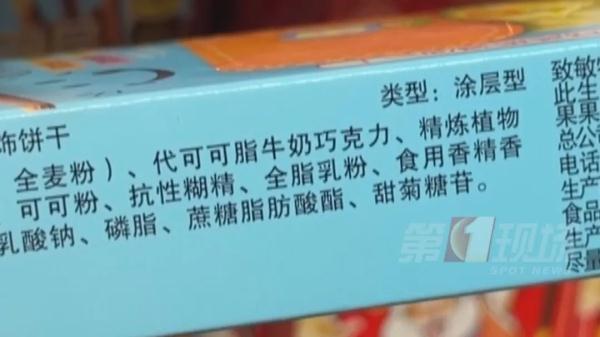 类型：涂层型
饰饼干
全麦粉）、代可可脂牛奶巧克力、精炼植物
可可粉、抗性糊精、全脂乳粉、食用香精香
乳酸钠、磷脂、蔗糖脂肪酸酯、甜菊糖苷。
致敏
此生
果果
总公
电话
生产
食品
生产
尽量
第1现场
SPOT NEWS